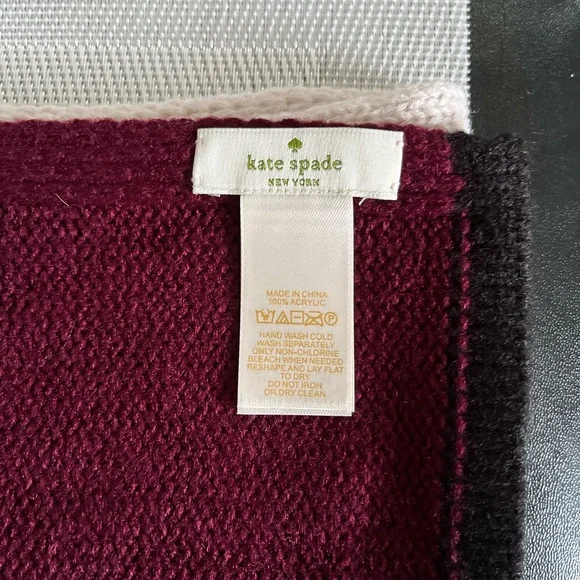 kate spade
NEW YORK
MADE IN CHINA
100% ACRYLIC
HAND WASH COLD
WASH SEPARATELY
ONLY NON-CHLORINE
BLEACH WHEN NEEDED
RESHAPE AND LAY FLAT
TO DRY
DO NOT IRON
OR DRY CLEAN